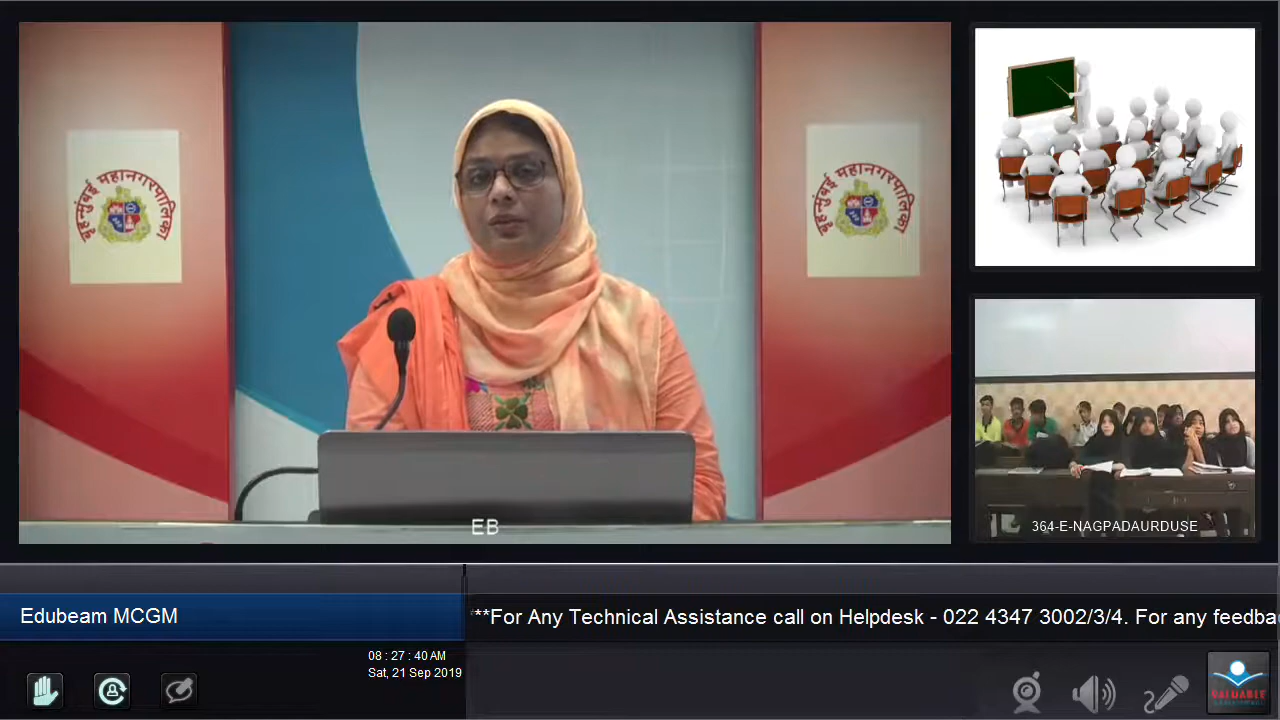 बृहन्मुंबई महानगरपालिका
बृहन्मुंबई महानगरपालिका
EB
364-E-NAGPADAURDUSE
Edubeam MCGM
**For Any Technical Assistance call on Helpdesk - 022 4347 3002/3/4. For any feedba
08 : 27 : 40 AM
Sat, 21 Sep 2019
VALUABLE